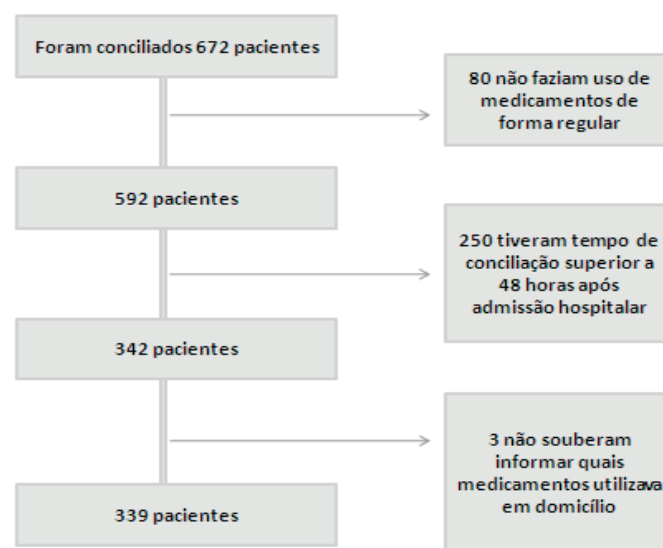 Foram conciliados 672 pacientes
80 não faziam uso de
medicamentos de
forma regular
592 pacientes
250 tiveram tempo de
conciliação superior a
48 horas após
admissão hospitalar
342 pacientes
3 não souberam
informar quais
medicamentos utilizava
em domicílio
339 pacientes